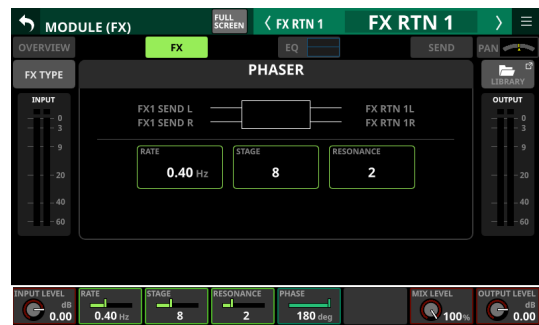 MODULE (FX)
FULL SCREEN
FX RTN 1
FX RTN 1
OVERVIEW
FX
EQ
SEND
PAN
FX TYPE
PHASER
LIBRARY
INPUT
0
3
9
20
40
60
FX1 SEND L
FX1 SEND R
FX RTN 1L
FX RTN 1R
RATE
0.40 Hz
STAGE
8
RESONANCE
2
OUTPUT
0
3
9
20
40
60
INPUT LEVEL
dB
0.00
RATE
0.40 Hz
STAGE
8
RESONANCE
2
PHASE
180 deg
MIX LEVEL
100%
OUTPUT LEVEL
dB
0.00